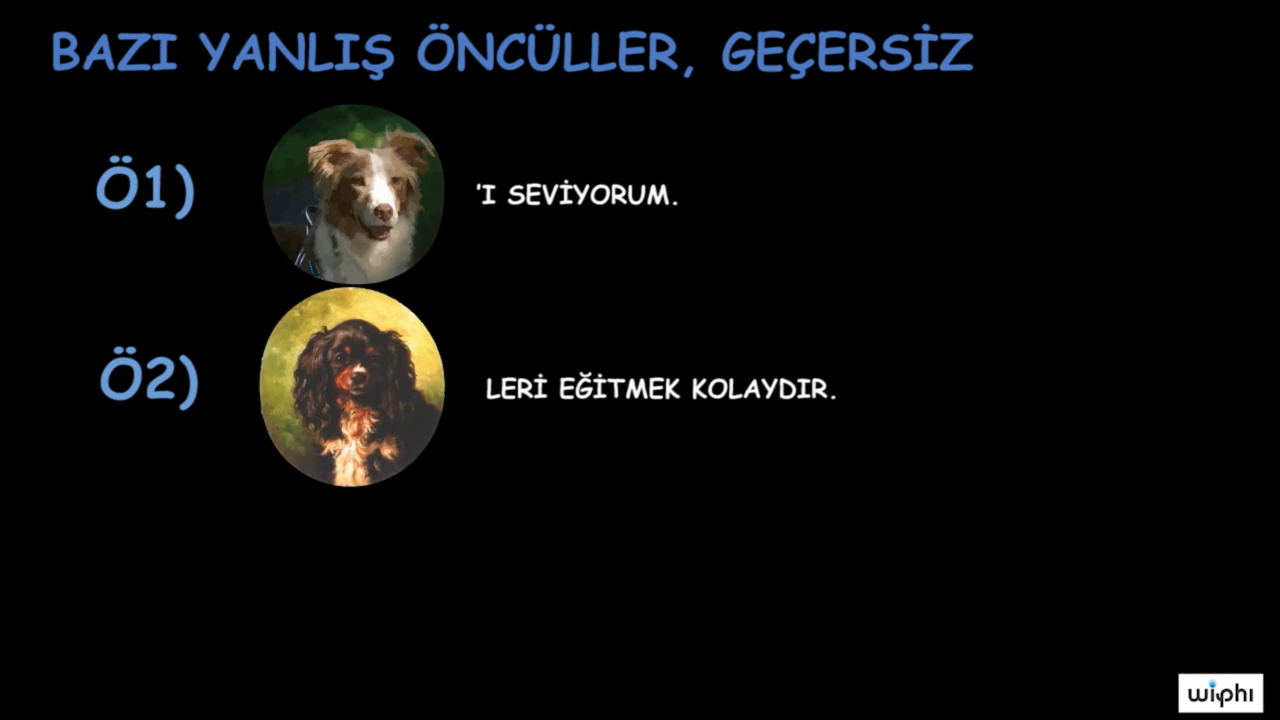 BAZI YANLIŞ ÖNCÜLLER, GEÇERSİZ
Ö1) 'I SEVİYORUM.
Ö2) LERİ EĞİTMEK KOLAYDIR.
wiphi